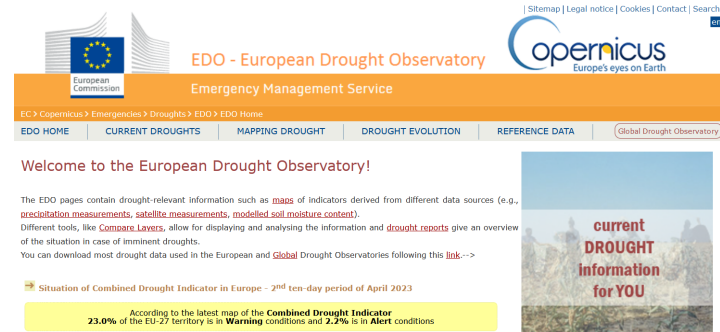 | Sitemap | Legal notice | Cookies | Contact | Search
en
European
Commission
EDO - European Drought Observatory
opernicus
Europe's eyes on Earth
Emergency Management Service
EC > Copernicus > Emergencies > Droughts > EDO > EDO Home
EDO HOME | CURRENT DROUGHTS | MAPPING DROUGHT | DROUGHT EVOLUTION | REFERENCE DATA | Global Drought Observatory
Welcome to the European Drought Observatory!
The EDO pages contain drought-relevant information such as maps of indicators derived from different data sources (e.g.,
precipitation measurements, satellite measurements, modelled soil moisture content).
Different tools, like Compare Layers, allow for displaying and analysing the information and drought reports give an overview
of the situation in case of imminent droughts.
You can download most drought data used in the European and Global Drought Observatories following this link.-->
Situation of Combined Drought Indicator in Europe - 2nd ten-day period of April 2023
According to the latest map of the Combined Drought Indicator
23.0% of the EU-27 territory is in Warning conditions and 2.2% is in Alert conditions
current
DROUGHT
information
for YOU